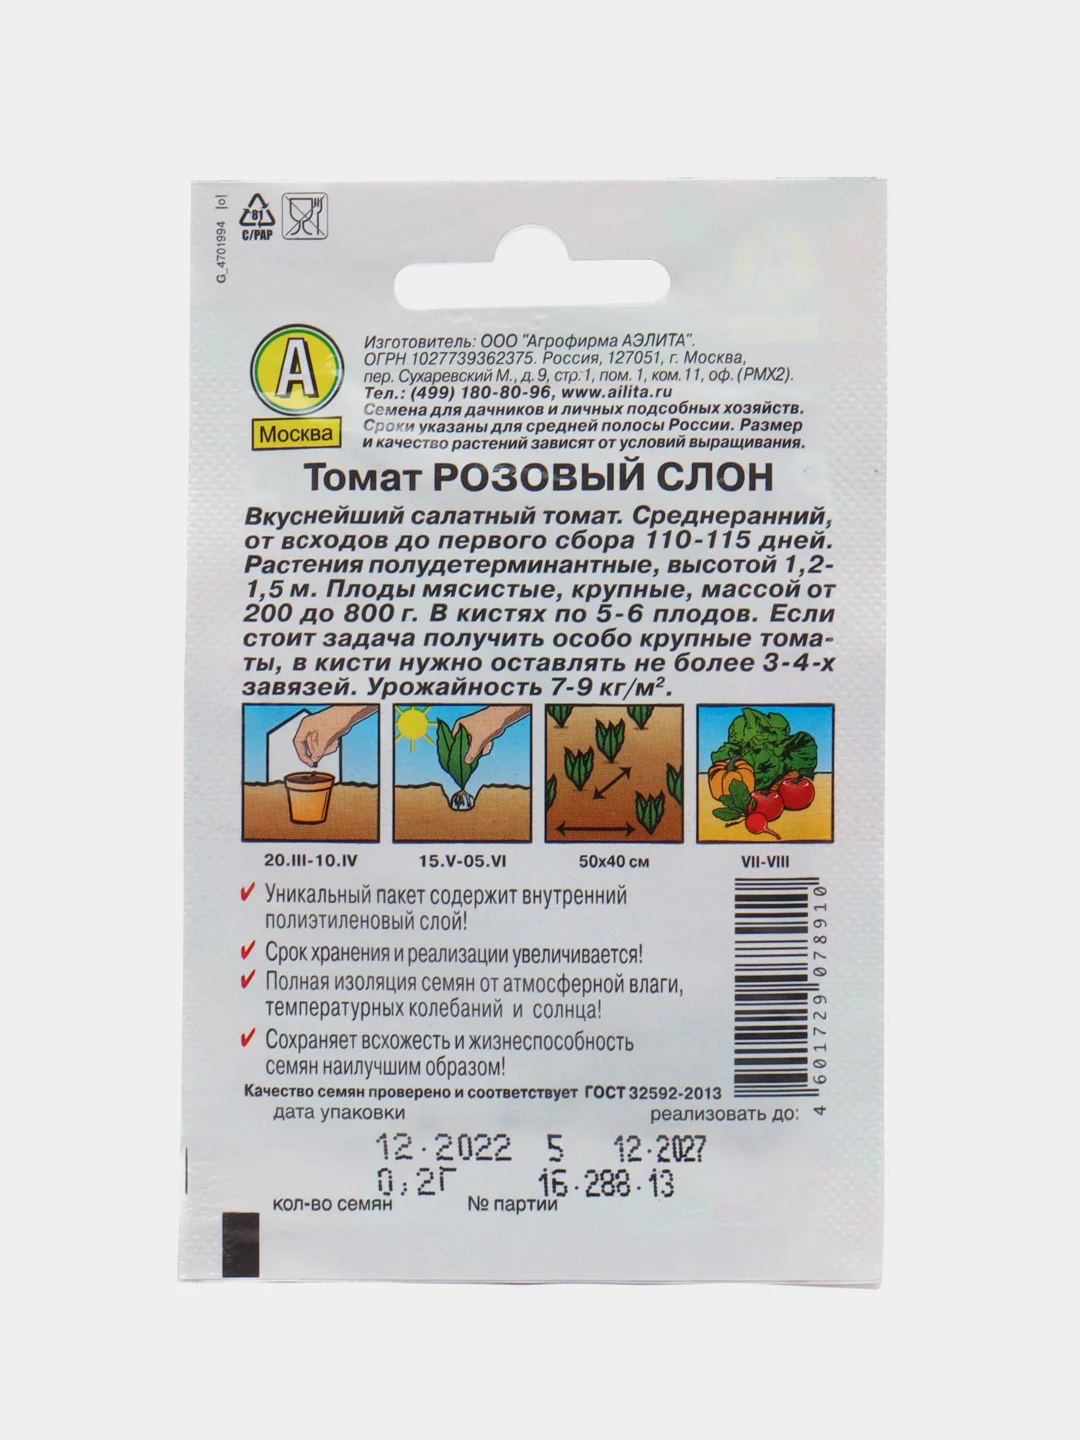 G_4701994 |o|
81
C/PAP
A
Москва
Изготовитель: ООО "Агрофирма АЭЛИТА".
ОГРН 1027739362375. Россия, 127051, г. Москва,
пер. Сухаревский М., д. 9, стр.1, пом. 1, ком.11, оф. (РМХ2).
Тел.: (499) 180-80-96, www.ailita.ru
Семена для дачников и личных подсобных хозяйств.
Сроки указаны для средней полосы России. Размер
и качество растений зависят от условий выращивания.
Томат РОЗОВЫЙ СЛОН
Вкуснейший салатный томат. Среднеранний,
от всходов до первого сбора 110-115 дней.
Растения полудетерминантные, высотой 1,2-
1,5 м. Плоды мясистые, крупные, массой от
200 до 800 г. В кистях по 5-6 плодов. Если
стоит задача получить особо крупные тома-
ты, в кисти нужно оставлять не более 3-4-х
завязей. Урожайность 7-9 кг/м².
20.III-10.IV
15.V-05.VI
50x40 см
VII-VIII
Уникальный пакет содержит внутренний
полиэтиленовый слой!
Срок хранения и реализации увеличивается!
Полная изоляция семян от атмосферной влаги,
температурных колебаний и солнца!
Сохраняет всхожесть и жизнеспособность
семян наилучшим образом!
4 601729 078910
Качество семян проверено и соответствует ГОСТ 32592-2013
дата упаковки реализовать до:
12.2022 5 12.2027
0,2Г 16.288.13
кол-во семян № партии